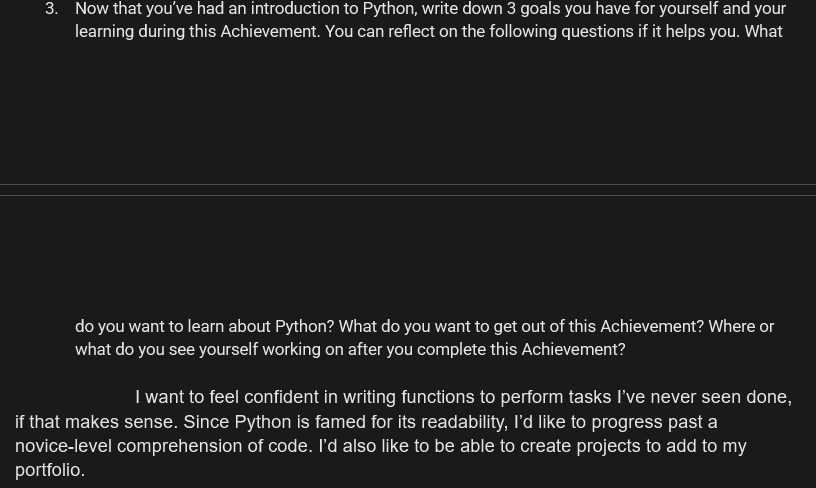 3. Now that you’ve had an introduction to Python, write down 3 goals you have for yourself and your
learning during this Achievement. You can reflect on the following questions if it helps you. What
do you want to learn about Python? What do you want to get out of this Achievement? Where or
what do you see yourself working on after you complete this Achievement?
I want to feel confident in writing functions to perform tasks I’ve never seen done,
if that makes sense. Since Python is famed for its readability, I’d like to progress past a
novice-level comprehension of code. I’d also like to be able to create projects to add to my
portfolio.